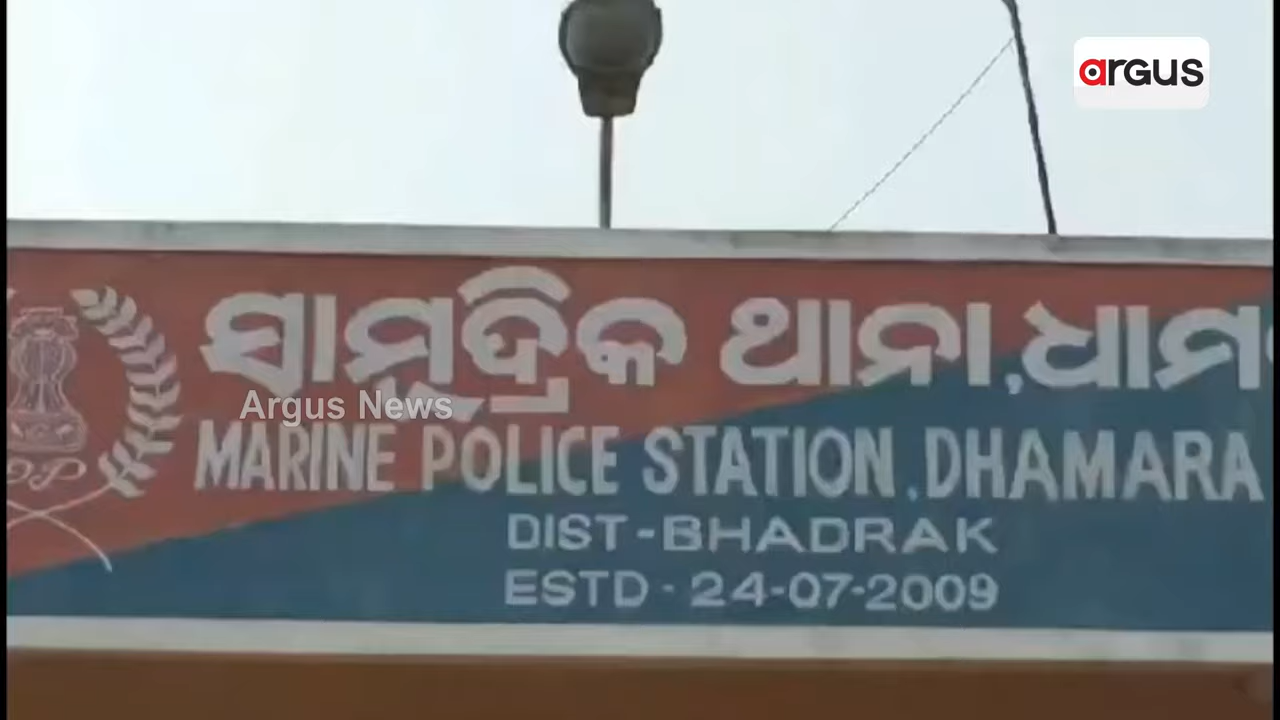 argus
ସାମୁଦ୍ରିକ ଥାନା,ଧାମ
Argus News
MARINE POLICE STATION, DHAMARA
DIST-BHADRAK
ESTD - 24-07-2009